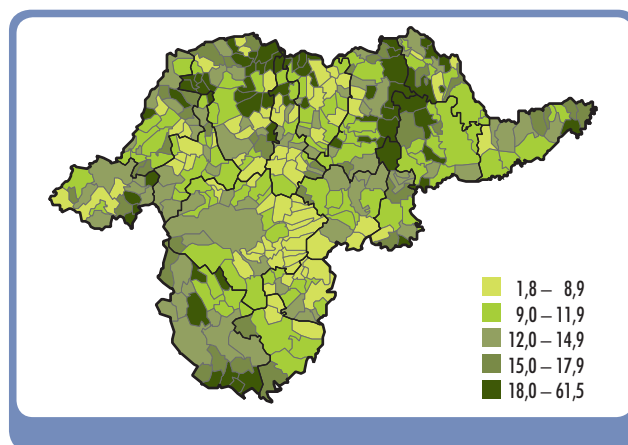 1,8 – 8,9
9,0 – 11,9
12,0 – 14,9
15,0 – 17,9
18,0 – 61,5